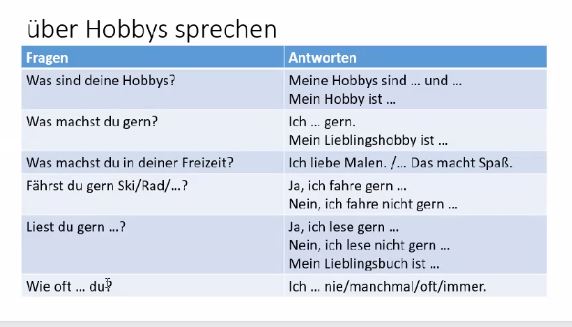 über Hobbys sprechen
Fragen Antworten
Was sind deine Hobbys? Meine Hobbys sind ... und ...
Mein Hobby ist ...
Was machst du gern? Ich ... gern.
Mein Lieblingshobby ist ...
Was machst du in deiner Freizeit? Ich liebe Malen. /... Das macht Spaß.
Fährst du gern Ski/Rad/...? Ja, ich fahre gern ...
Nein, ich fahre nicht gern ...
Liest du gern ...? Ja, ich lese gern ...
Nein, ich lese nicht gern ...
Mein Lieblingsbuch ist ...
Wie oft ... du? Ich ... nie/manchmal/oft/immer.